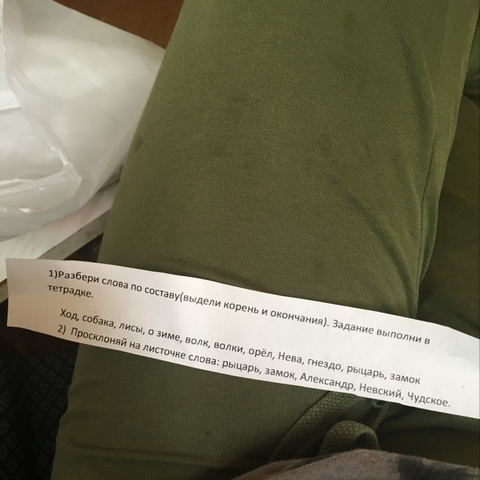 1)Разбери слова по составу(выдели корень и окончания). Задание выполни в
тетрадке.
Ход, собака, лисы, о зиме, волк, волки, орёл, Нева, гнездо, рыцарь, замок
2) Просклоняй на листочке слова: рыцарь, замок, Александр, Невский, Чудское.